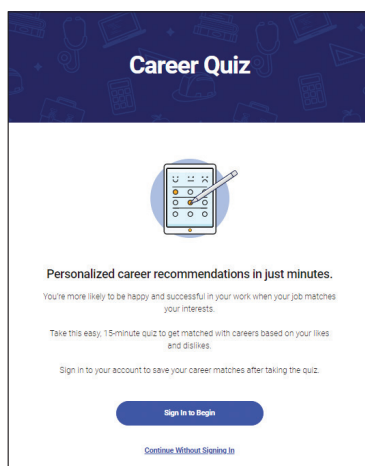 Career Quiz
Personalized career recommendations in just minutes.
You're more likely to be happy and successful in your work when your job matches
your interests.
Take this easy, 15-minute quiz to get matched with careers based on your likes
and dislikes.
Sign in to your account to save your career matches after taking the quiz.
Sign In to Begin
Continue Without Signing In